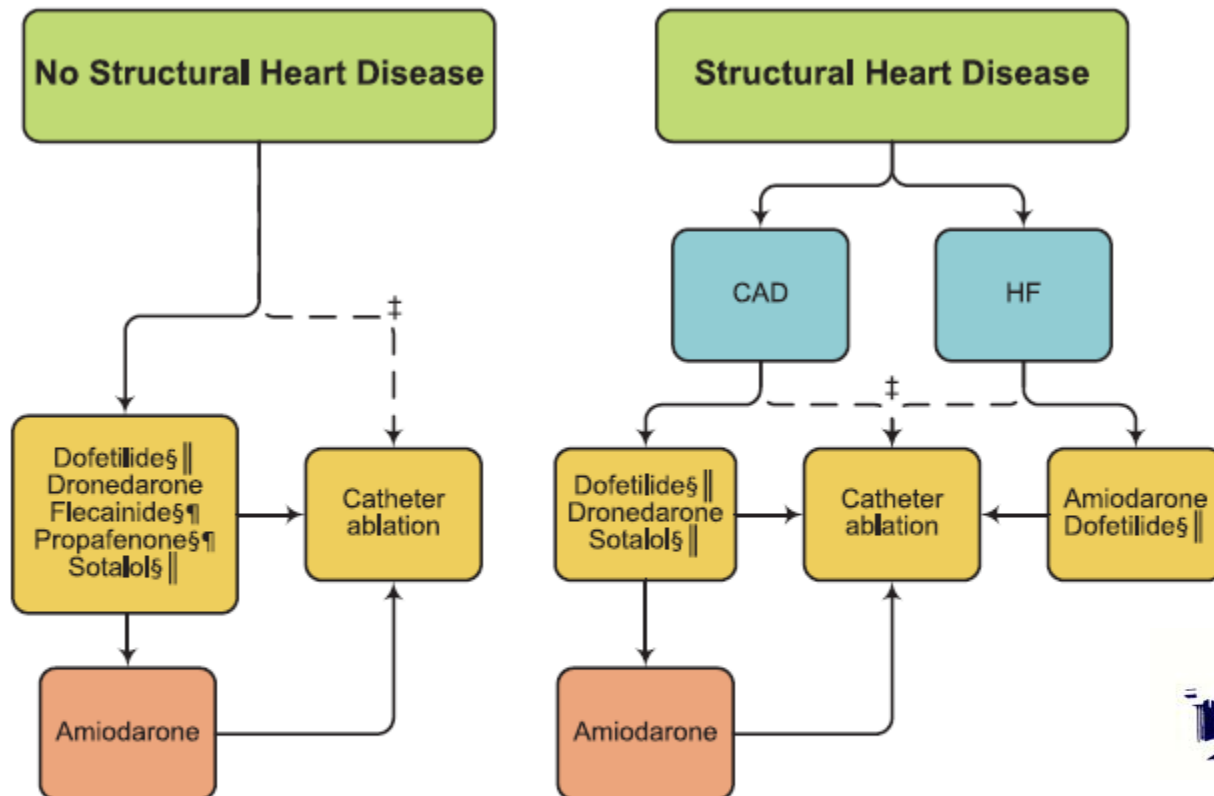 No Structural Heart Disease
Structural Heart Disease
CAD
HF
‡
‡
Dofetilide§‖
Dronedarone
Flecainide§¶
Propafenone§¶
Sotalol§‖
Catheter
ablation
Dofetilide§‖
Dronedarone
Sotalol§‖
Catheter
ablation
Amiodarone
Dofetilide§‖
Amiodarone
Amiodarone